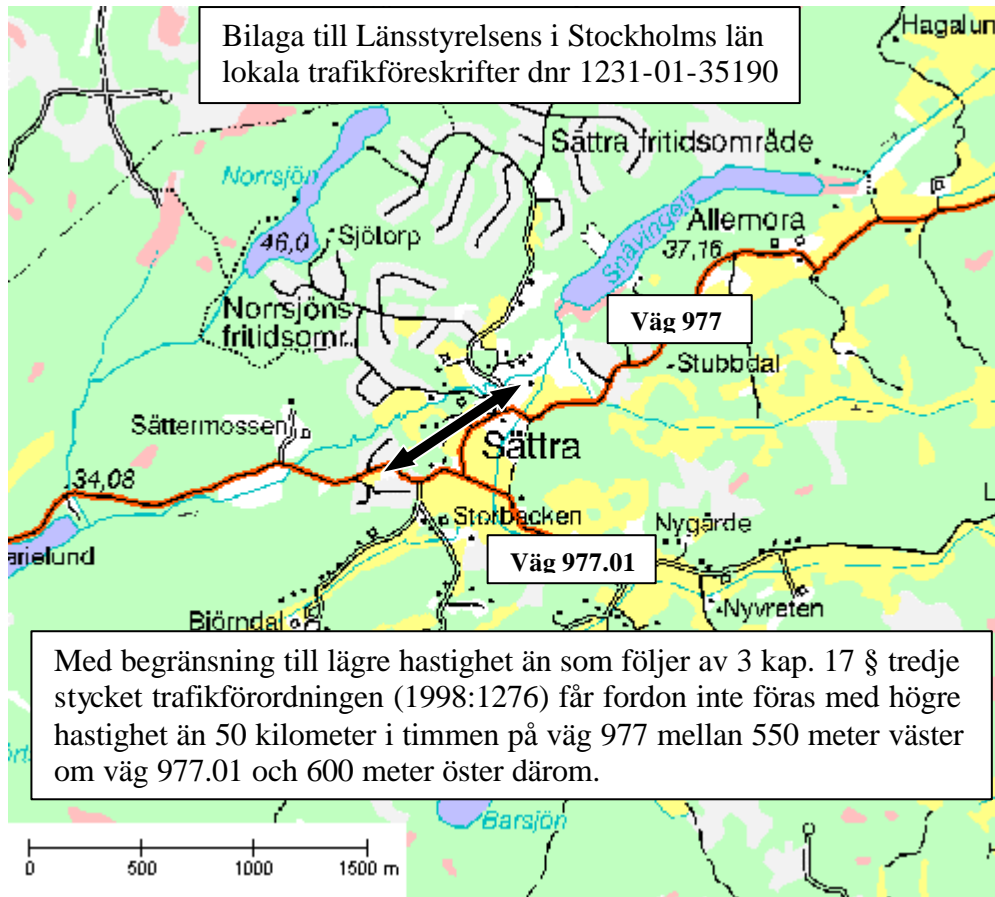 Bilaga till Länsstyrelsens i Stockholms län
lokala trafikföreskrifter dnr 1231-01-35190
Hagalun
Sättra fritidsområde
Norrsjön
Snåvingen
Allemora
46,0
Sjötorp
37,16
Norrsjöns
fritidsomr.
Väg 977
Stubbdal
Sättermossen
Sättra
34,08
Storbacken
Nygärde
arielund
Väg 977.01
Nyvreten
Björndal
Med begränsning till lägre hastighet än som följer av 3 kap. 17 § tredje
stycket trafikförordningen (1998:1276) får fordon inte föras med högre
hastighet än 50 kilometer i timmen på väg 977 mellan 550 meter väster
om väg 977.01 och 600 meter öster därom.
Barsjön
0 500 1000 1500 m